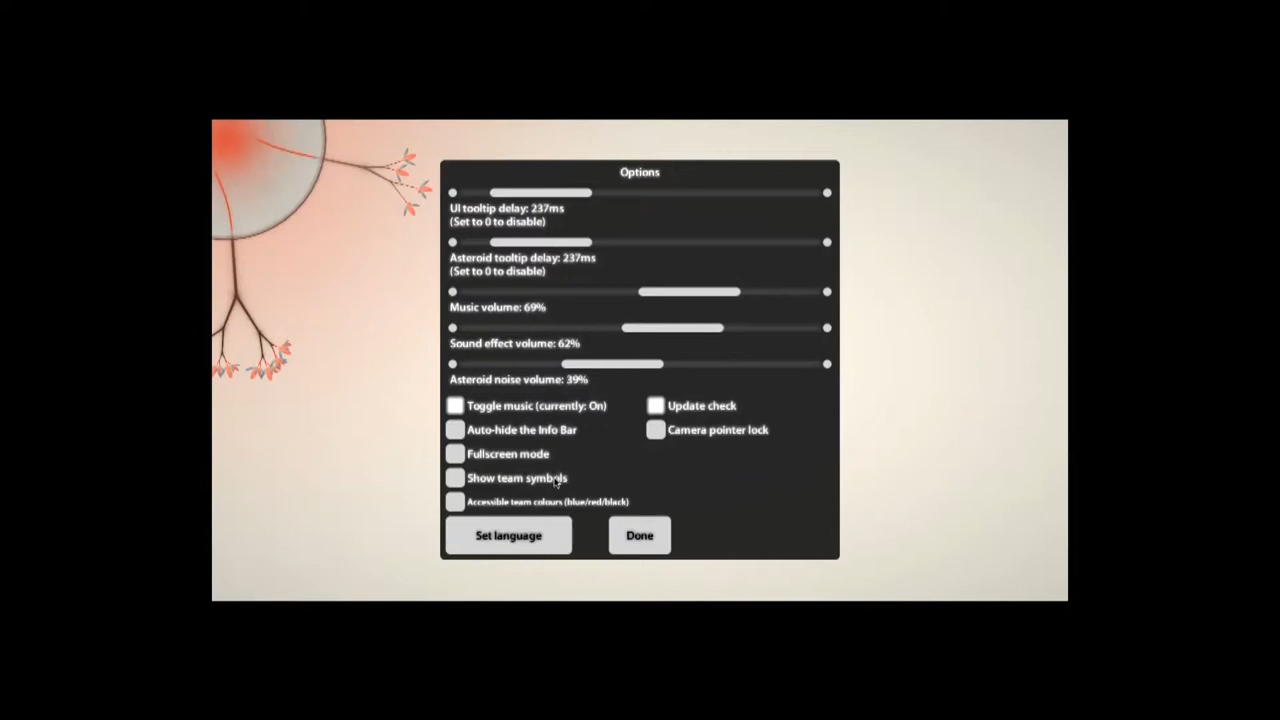 Options
UI tooltip delay: 237ms
(Set to 0 to disable)
Asteroid tooltip delay: 237ms
(Set to 0 to disable)
Music volume: 69%
Sound effect volume: 62%
Asteroid noise volume: 39%
Toggle music (currently: On)
Update check
Auto-hide the Info Bar
Camera pointer lock
Fullscreen mode
Show team symbols
Accessible team colours (blue/red/black)
Set language
Done